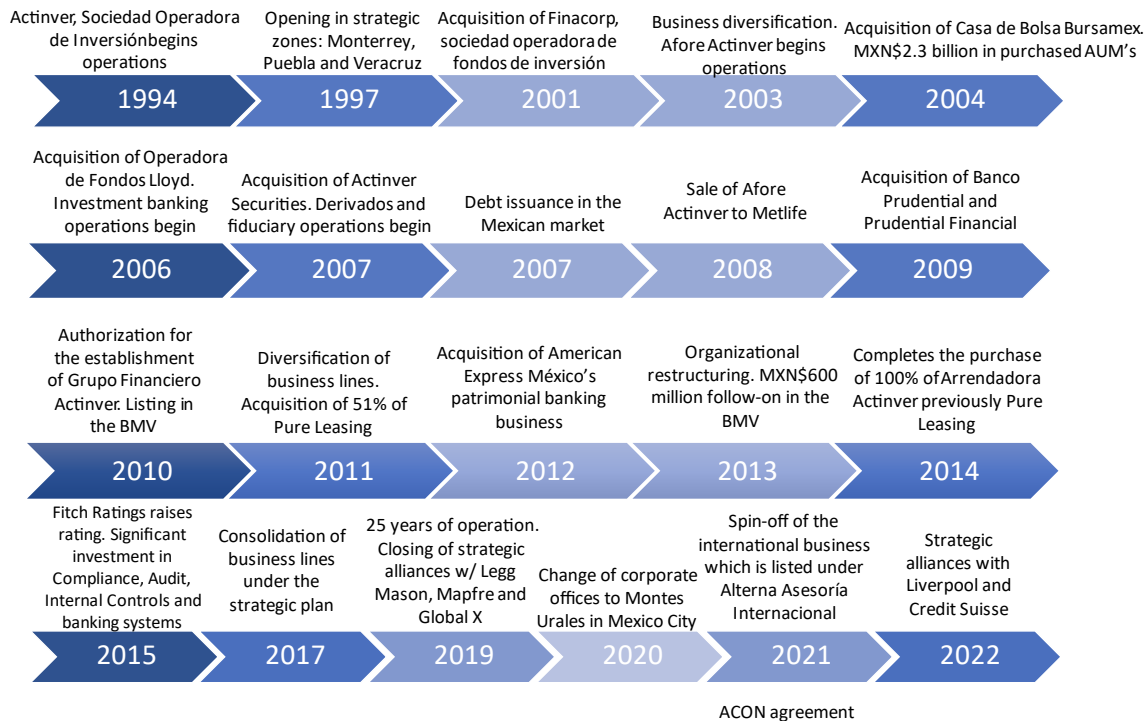 Actinver, Sociedad Operadora
de Inversiónbegins
operations
1994
Opening in strategic
zones: Monterrey,
Puebla and Veracruz
1997
Acquisition of Finacorp,
sociedad operadora de
fondos de inversión
2001
Business diversification.
Afore Actinver begins
operations
2003
Acquisition of Casa de Bolsa Bursamex.
MXN$2.3 billion in purchased AUM’s
2004
Acquisition of Operadora
de Fondos Lloyd.
Investment banking
operations begin
2006
Acquisition of Actinver
Securities. Derivados and
fiduciary operations begin
2007
Debt issuance in the
Mexican market
2007
Sale of Afore
Actinver to Metlife
2008
Acquisition of Banco
Prudential and
Prudential Financial
2009
Authorization for
the establishment
of Grupo Financiero
Actinver. Listing in
the BMV
2010
Diversification of
business lines.
Acquisition of 51% of
Pure Leasing
2011
Acquisition of American
Express México’s
patrimonial banking
business
2012
Organizational
restructuring. MXN$600
million follow-on in the
BMV
2013
Completes the purchase
of 100% of Arrendadora
Actinver previously Pure
Leasing
2014
Fitch Ratings raises
rating. Significant
investment in
Compliance, Audit,
Internal Controls and
banking systems
2015
Consolidation of
business lines
under the
strategic plan
2017
25 years of operation.
Closing of strategic
alliances w/ Legg
Mason, Mapfre and
Global X
2019
Change of corporate
offices to Montes
Urales in Mexico City
2020
Spin-off of the
international business
which is listed under
Alterna Asesoría
Internacional
2021
ACON agreement
Strategic
alliances with
Liverpool and
Credit Suisse
2022